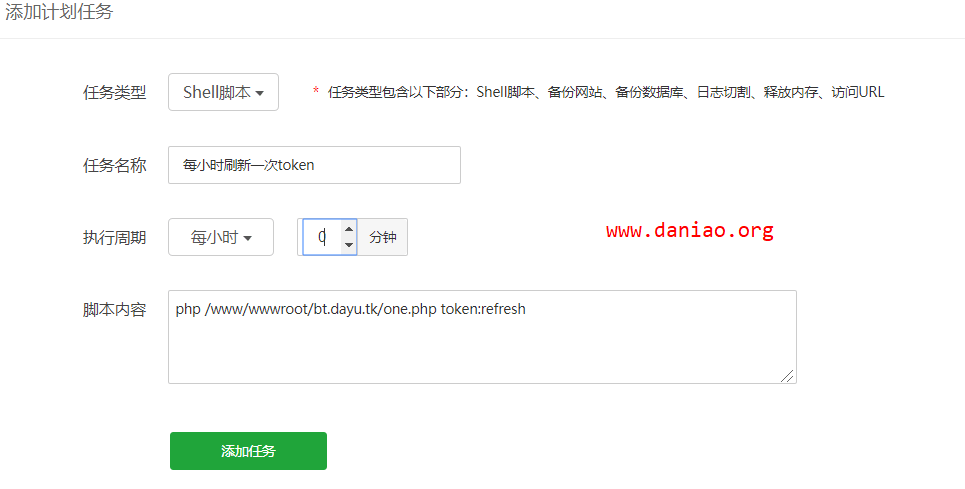 添加计划任务
任务类型 Shell脚本 * 任务类型包含以下部分：Shell脚本、备份网站、备份数据库、日志切割、释放内存、访问URL
任务名称 每小时刷新一次token
执行周期 每小时 0 分钟 www.daniao.org
脚本内容 php /www/wwwroot/bt.dayu.tk/one.php token:refresh
添加任务